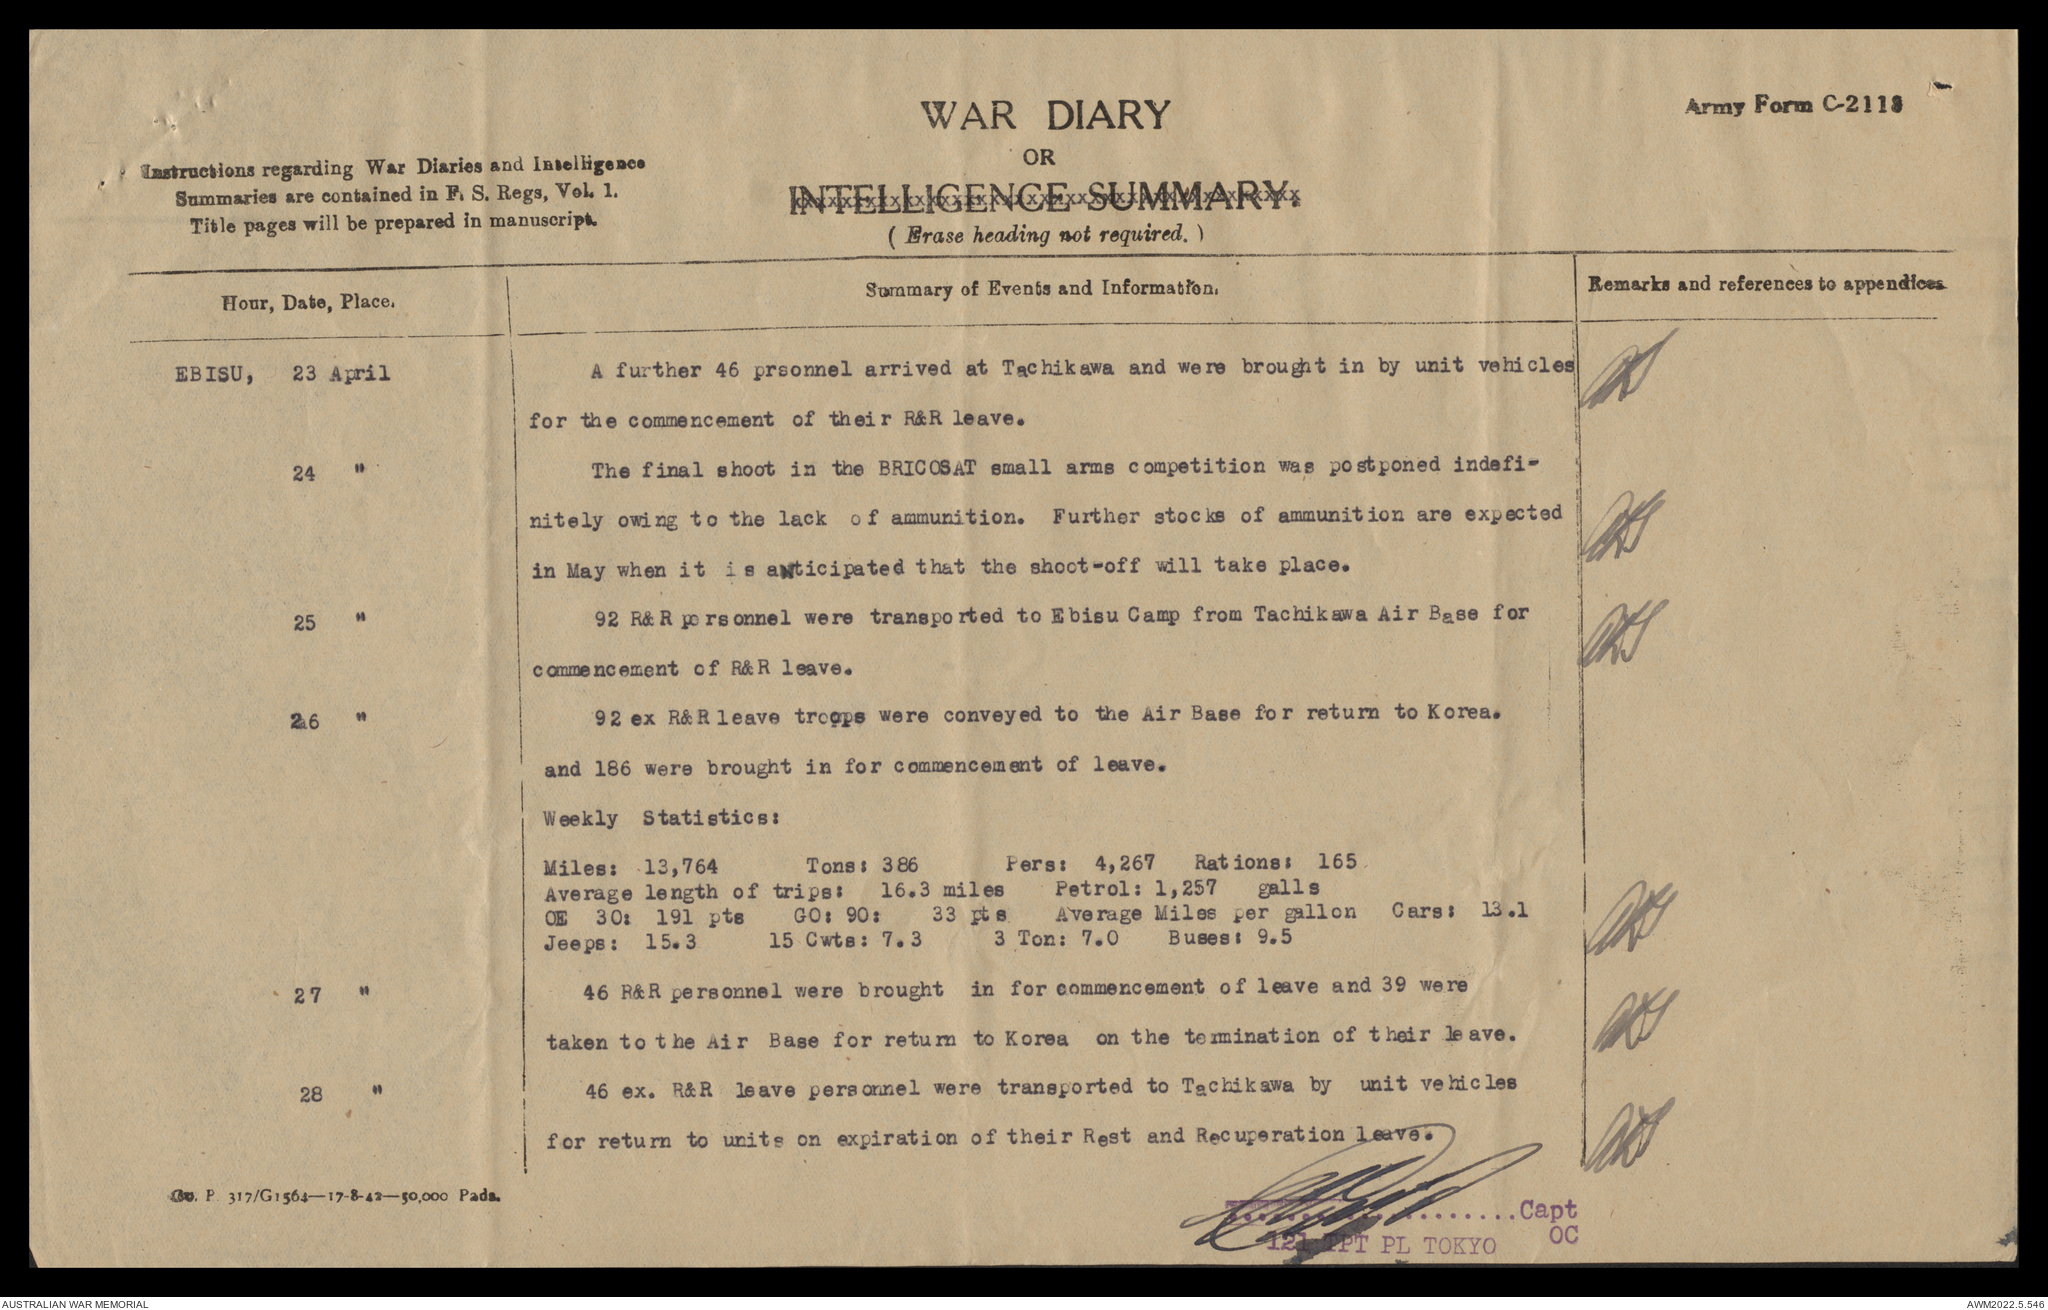 WAR DIARY
OR
INTELLIGENCE SUMMARY.
( Erase heading not required. )
Army Form C-2118
Instructions regarding War Diaries and Intelligence
Summaries are contained in F. S. Regs, Vol. 1.
Title pages will be prepared in manuscript.
Hour, Date, Place.
Summary of Events and Information.
Remarks and references to appendices
EBISU, 23 April
A further 46 prsonnel arrived at Tachikawa and were brought in by unit vehicles
for the commencement of their R&R leave.
24 "
The final shoot in the BRICOSAT small arms competition was postponed indefi-
nitely owing to the lack of ammunition. Further stocks of ammunition are expected
in May when it is anticipated that the shoot-off will take place.
25 "
92 R&R personnel were transported to Ebisu Camp from Tachikawa Air Base for
commencement of R&R leave.
26 "
92 ex R&R leave troops were conveyed to the Air Base for return to Korea.
and 186 were brought in for commencement of leave.
Weekly Statistics:
Miles: 13,764 Tons: 386 Pers: 4,267 Rations: 165
Average length of trips: 16.3 miles Petrol: 1,257 galls
OE 30: 191 pts GO: 90: 33 pts Average Miles per gallon Cars: 13.1
Jeeps: 15.3 15 Cwts: 7.3 3 Ton: 7.0 Buses: 9.5
27 "
46 R&R personnel were brought in for commencement of leave and 39 were
taken to the Air Base for return to Korea on the termination of their leave.
28 "
46 ex. R&R leave personnel were transported to Tachikawa by unit vehicles
for return to units on expiration of their Rest and Recuperation leave.
Co. P. 317/G1564—17-8-42—50,000 Pads.
....................Capt
OC
121 TPT PL TOKYO
AUSTRALIAN WAR MEMORIAL
AWM2022.5.546